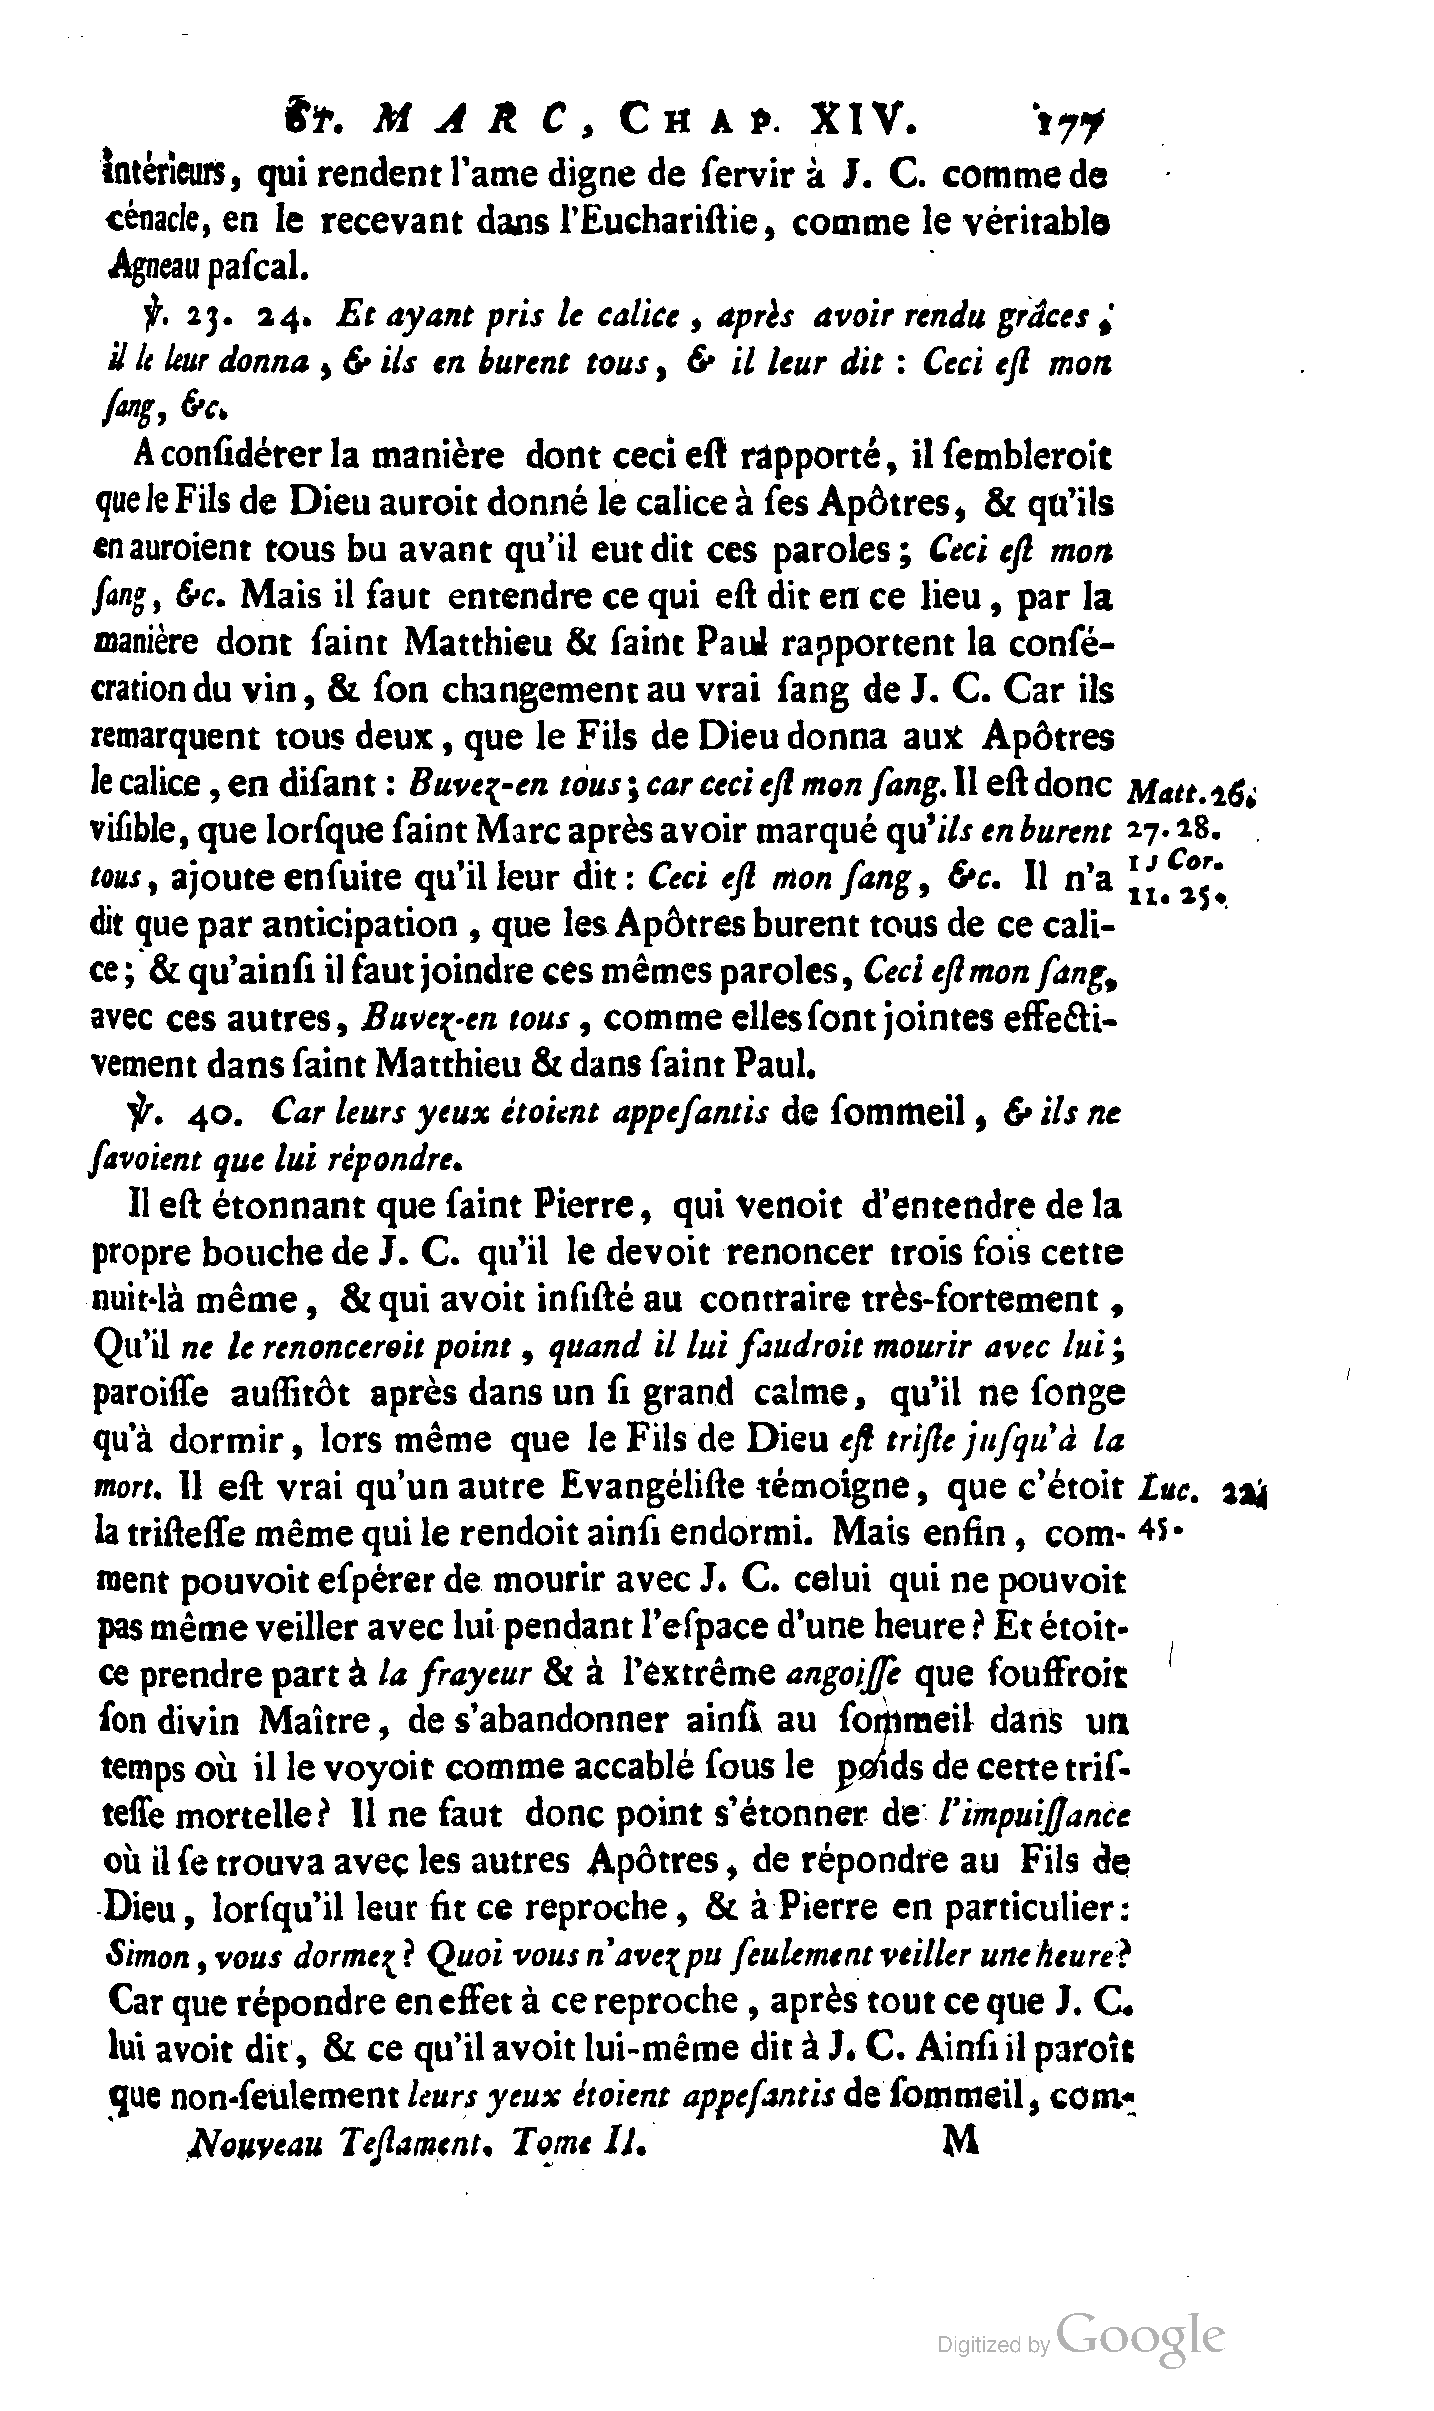 St. MARC, CHAP. XIV. 177
intérieurs, qui rendent l'ame digne de ſervir à J. C. comme de
cénacle, en le recevant dans l'Euchariſtie, comme le véritable
Agneau paſcal.
℣. 23. 24. Et ayant pris le calice, après avoir rendu grâces;
il le leur donna, & ils en burent tous, & il leur dit : Ceci eſt mon
ſang, &c.
A conſidérer la manière dont ceci eſt rapporté, il ſembleroit
que le Fils de Dieu auroit donné le calice à ſes Apôtres, & qu'ils
en auroient tous bu avant qu'il eut dit ces paroles; Ceci eſt mon
ſang, &c. Mais il faut entendre ce qui eſt dit en ce lieu, par la
manière dont ſaint Matthieu & ſaint Paul rapportent la conſé-
cration du vin, & ſon changement au vrai ſang de J. C. Car ils
remarquent tous deux, que le Fils de Dieu donna aux Apôtres
le calice, en diſant : Buvez-en tous; car ceci eſt mon ſang. Il eſt donc
Matt. 26.
viſible, que lorſque ſaint Marc après avoir marqué qu'ils en burent
27. 28.
tous, ajoute enſuite qu'il leur dit : Ceci eſt mon ſang, &c. Il n'a
1 Cor.
11. 25.
dit que par anticipation, que les Apôtres burent tous de ce cali-
ce; & qu'ainſi il faut joindre ces mêmes paroles, Ceci eſt mon ſang,
avec ces autres, Buvez-en tous, comme elles ſont jointes effecti-
vement dans ſaint Matthieu & dans ſaint Paul.
℣. 40. Car leurs yeux étoient appeſantis de ſommeil, & ils ne
ſavoient que lui répondre.
Il eſt étonnant que ſaint Pierre, qui venoit d'entendre de la
propre bouche de J. C. qu'il le devoit renoncer trois fois cette
nuit-là même, & qui avoit inſiſté au contraire très-fortement,
Qu'il ne le renonceroit point, quand il lui faudroit mourir avec lui;
paroiſſe auſſitôt après dans un ſi grand calme, qu'il ne ſonge
qu'à dormir, lors même que le Fils de Dieu eſt triſte juſqu'à la
mort. Il eſt vrai qu'un autre Evangéliſte témoigne, que c'étoit
Luc. 22.
la triſteſſe même qui le rendoit ainſi endormi. Mais enfin, com-
45.
ment pouvoit eſpérer de mourir avec J. C. celui qui ne pouvoit
pas même veiller avec lui pendant l'eſpace d'une heure? Et étoit-
ce prendre part à la frayeur & à l'extrême angoiſſe que ſouffroit
ſon divin Maître, de s'abandonner ainſi au ſommeil dans un
temps où il le voyoit comme accablé ſous le poids de cette triſ-
teſſe mortelle? Il ne faut donc point s'étonner de l'impuiſſance
où il ſe trouva avec les autres Apôtres, de répondre au Fils de
Dieu, lorſqu'il leur fit ce reproche, & à Pierre en particulier :
Simon, vous dormez? Quoi vous n'avez pu ſeulement veiller une heure?
Car que répondre en effet à ce reproche, après tout ce que J. C.
lui avoit dit, & ce qu'il avoit lui-même dit à J. C. Ainſi il paroît
que non-ſeulement leurs yeux étoient appeſantis de ſommeil, com-
Nouveau Teſtament. Tome II. M
Digitized by Google